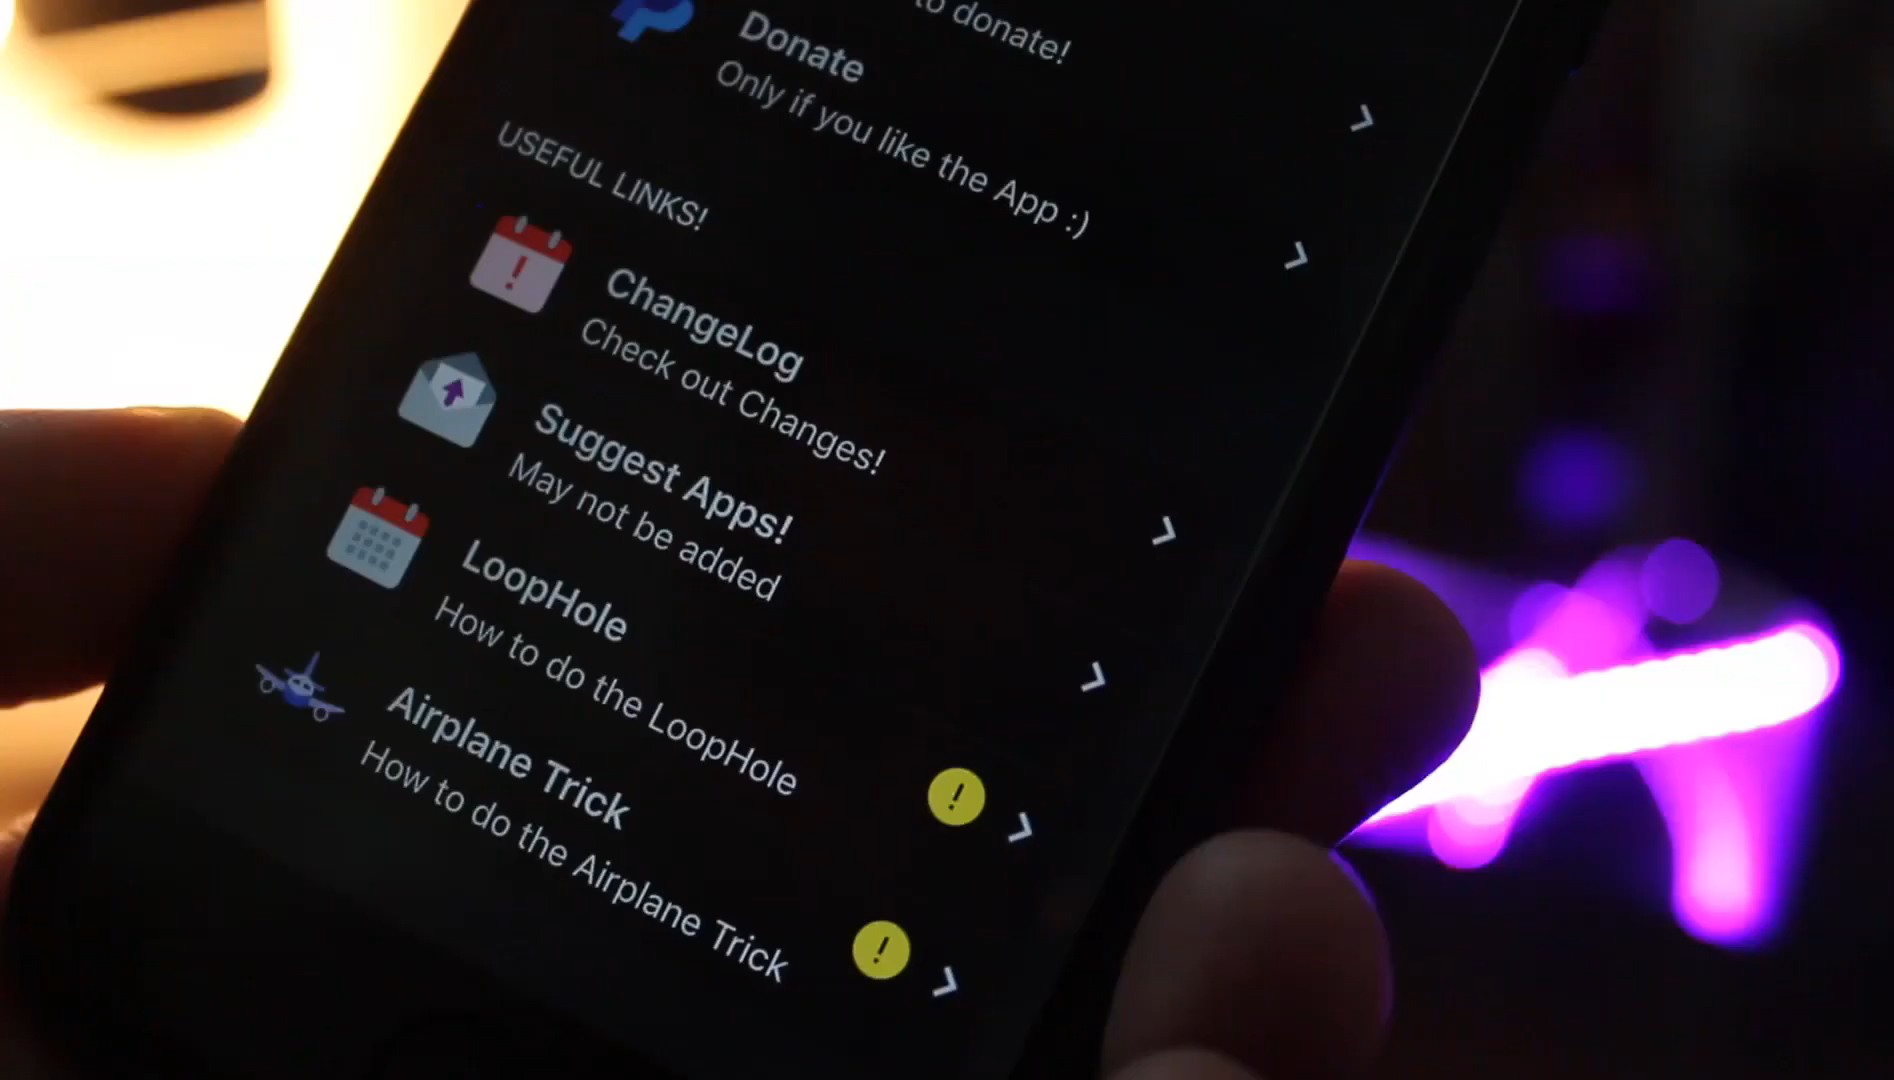 to donate!
Donate
Only if you like the App :)
USEFUL LINKS!
ChangeLog
Check out Changes!
Suggest Apps!
May not be added
LoopHole
How to do the LoopHole
!
Airplane Trick
How to do the Airplane Trick
!